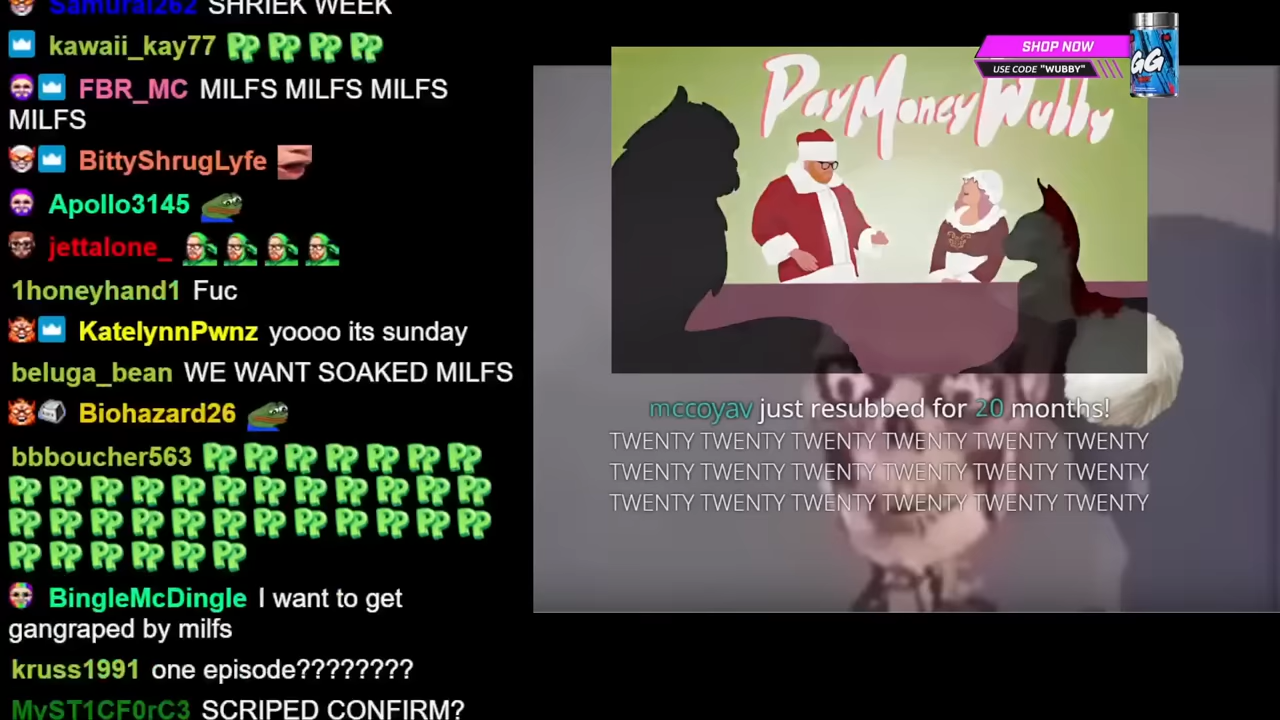 Samurai262 SHRIEK WEEK
kawaii_kay77
FBR_MC MILFS MILFS MILFS
MILFS
BittyShrugLyfe
Apollo3145
jettalone_
1honeyhand1 Fuc
KatelynnPwnz yoooo its sunday
beluga_bean WE WANT SOAKED MILFS
Biohazard26
bbboucher563
BingleMcDingle I want to get
gangraped by milfs
kruss1991 one episode????????
MyST1CF0rC3 SCRIPED CONFIRM?
SHOP NOW
USE CODE "WUBBY"
GG
PayMoneyWubby
mccoyav just resubbed for 20 months!
TWENTY TWENTY TWENTY TWENTY TWENTY TWENTY
TWENTY TWENTY TWENTY TWENTY TWENTY TWENTY
TWENTY TWENTY TWENTY TWENTY TWENTY TWENTY